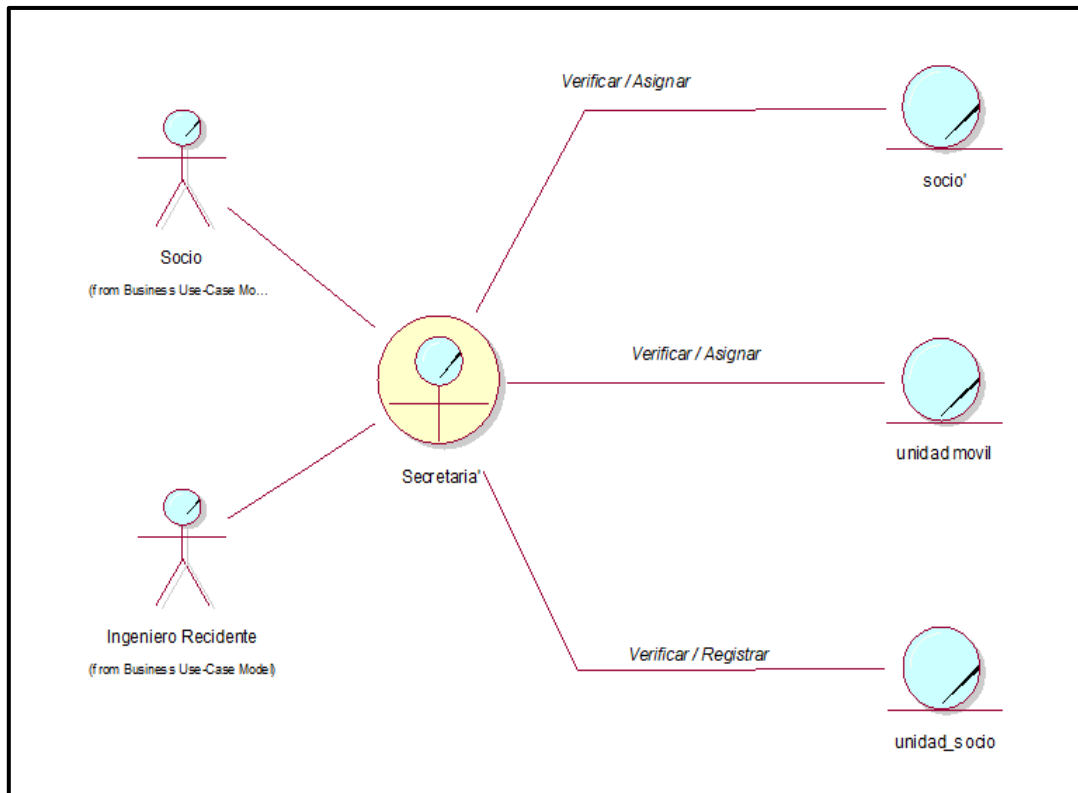 Verificar / Asignar
socio'
Socio
(from Business Use-Case Mo...
Verificar / Asignar
unidad movil
Secretaria'
Ingeniero Recidente
(from Business Use-Case Model)
Verificar / Registrar
unidad_socio